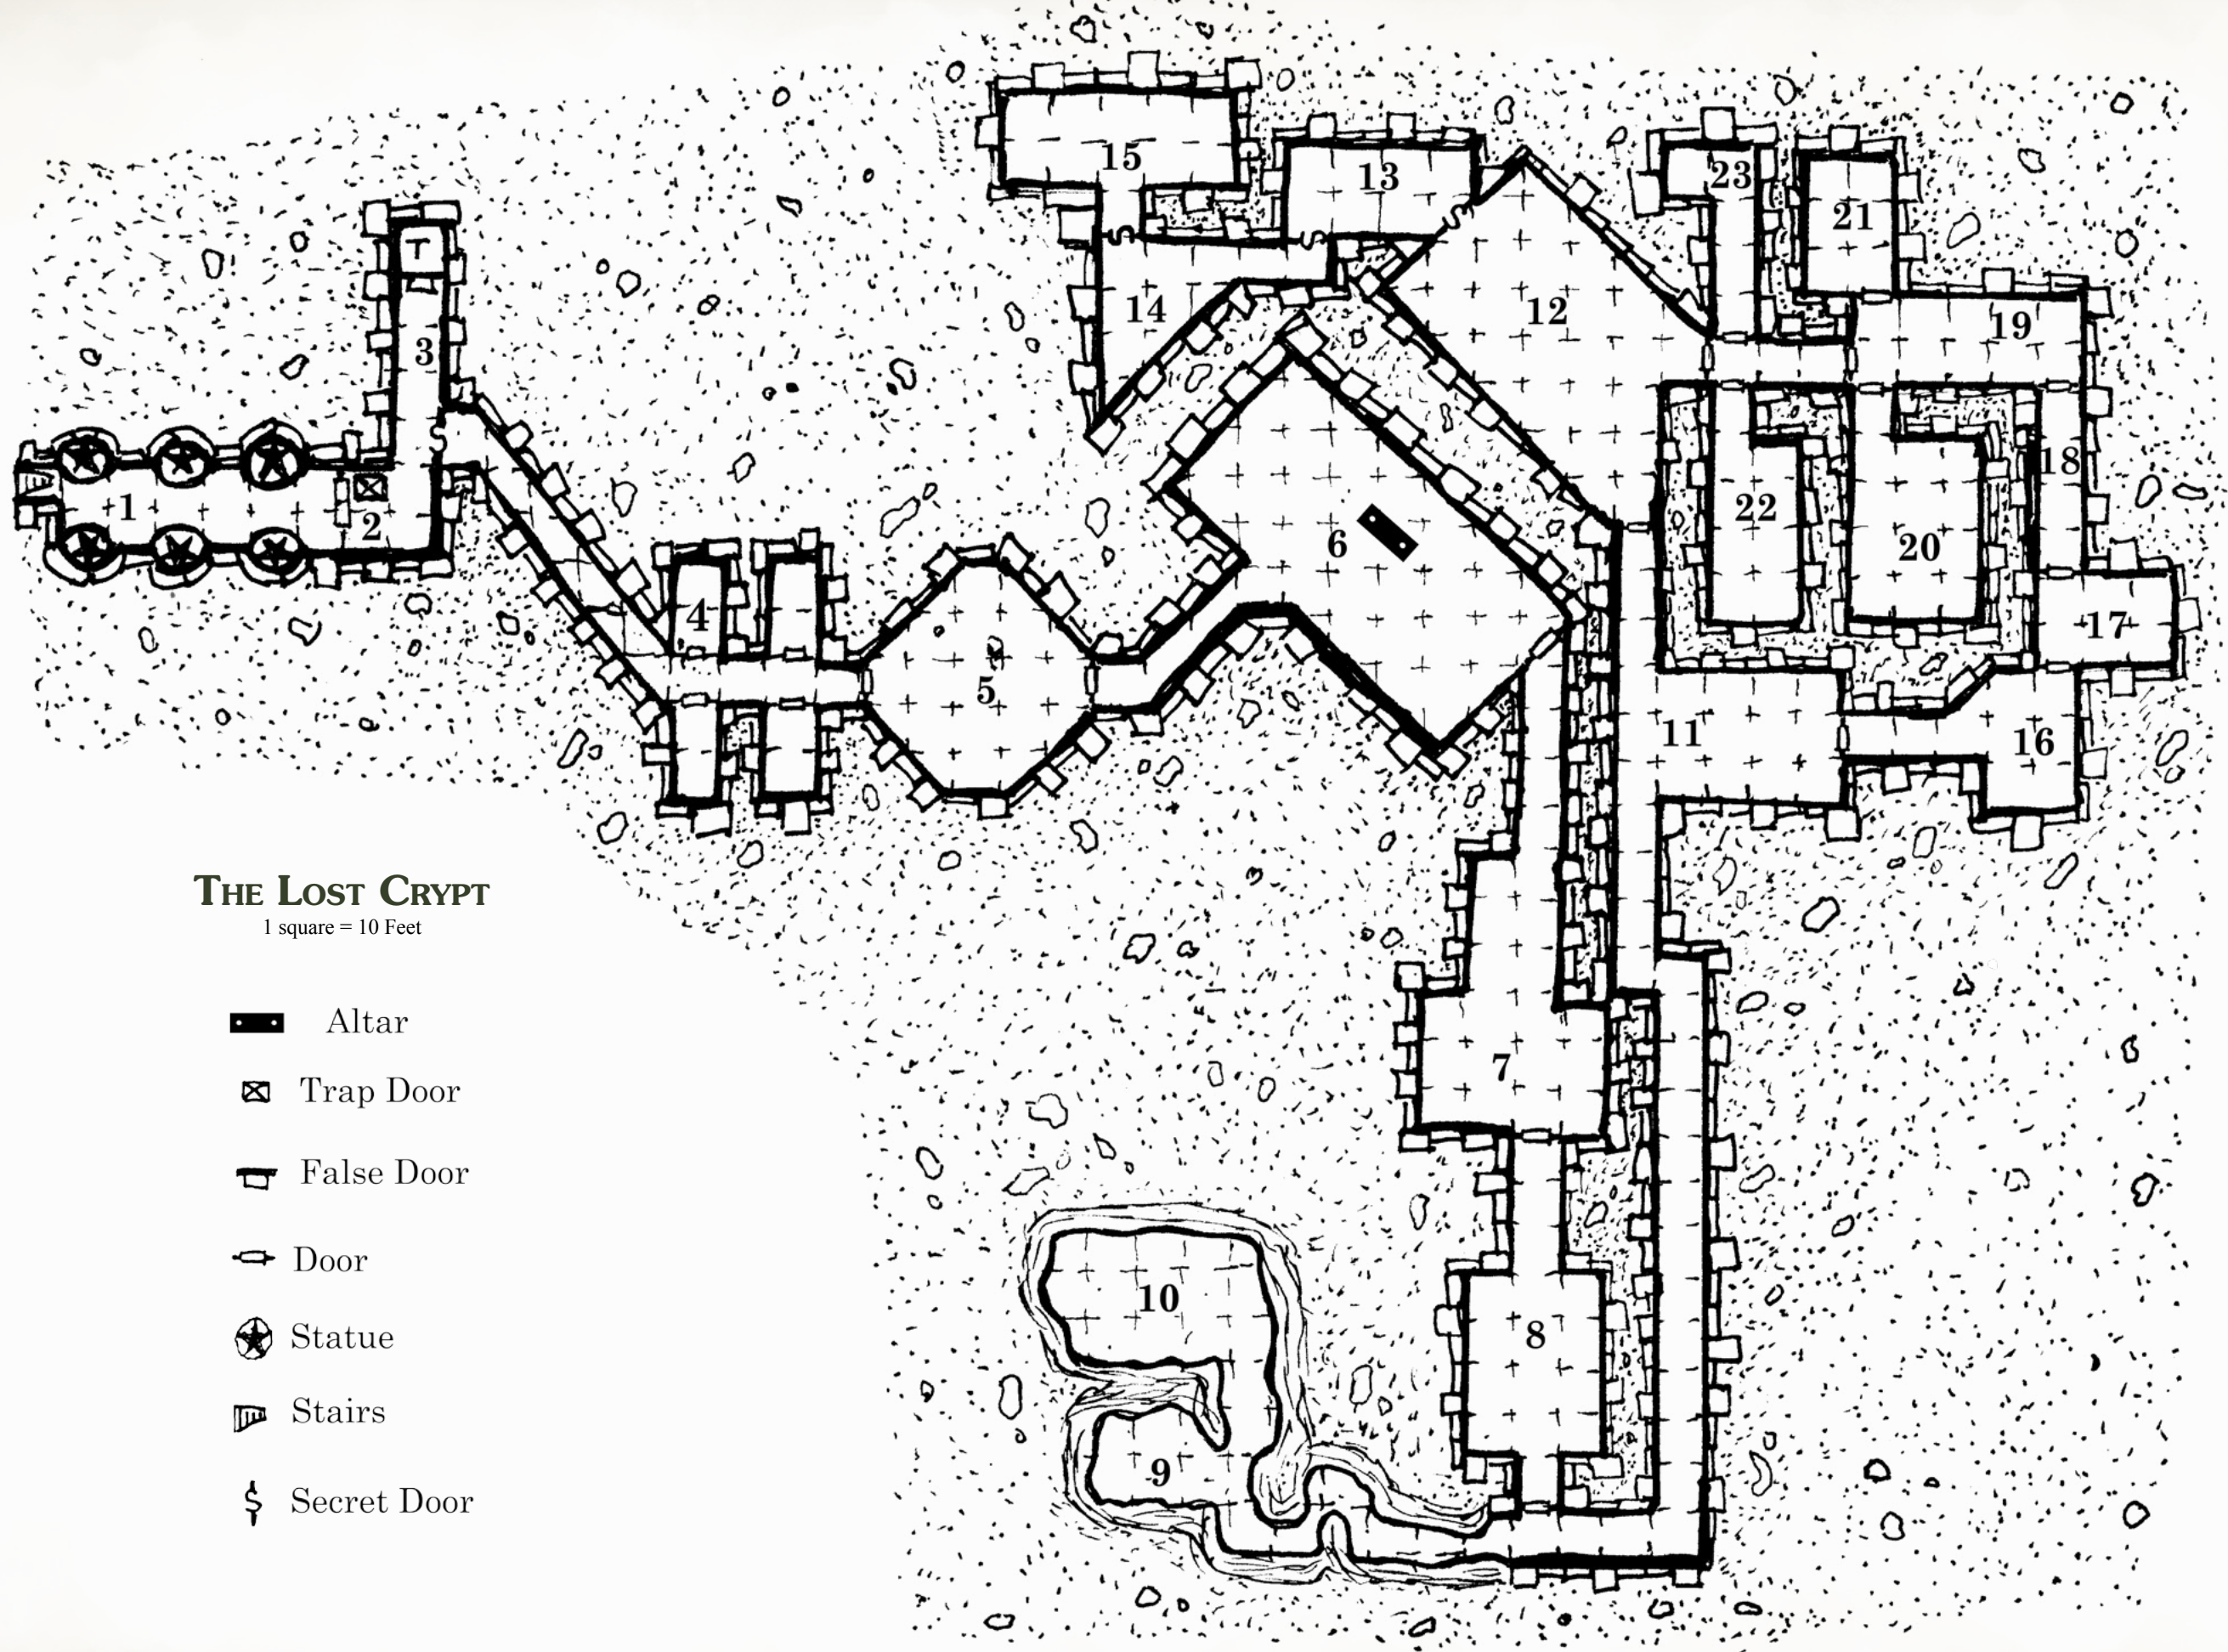 15
13
23
21
T
12
14
19
3
1
2
18
22
6
20
4
17
5
11
16
THE LOST CRYPT
1 square = 10 Feet
Altar
7
Trap Door
False Door
Door
10
Statue
8
Stairs
9
Secret Door